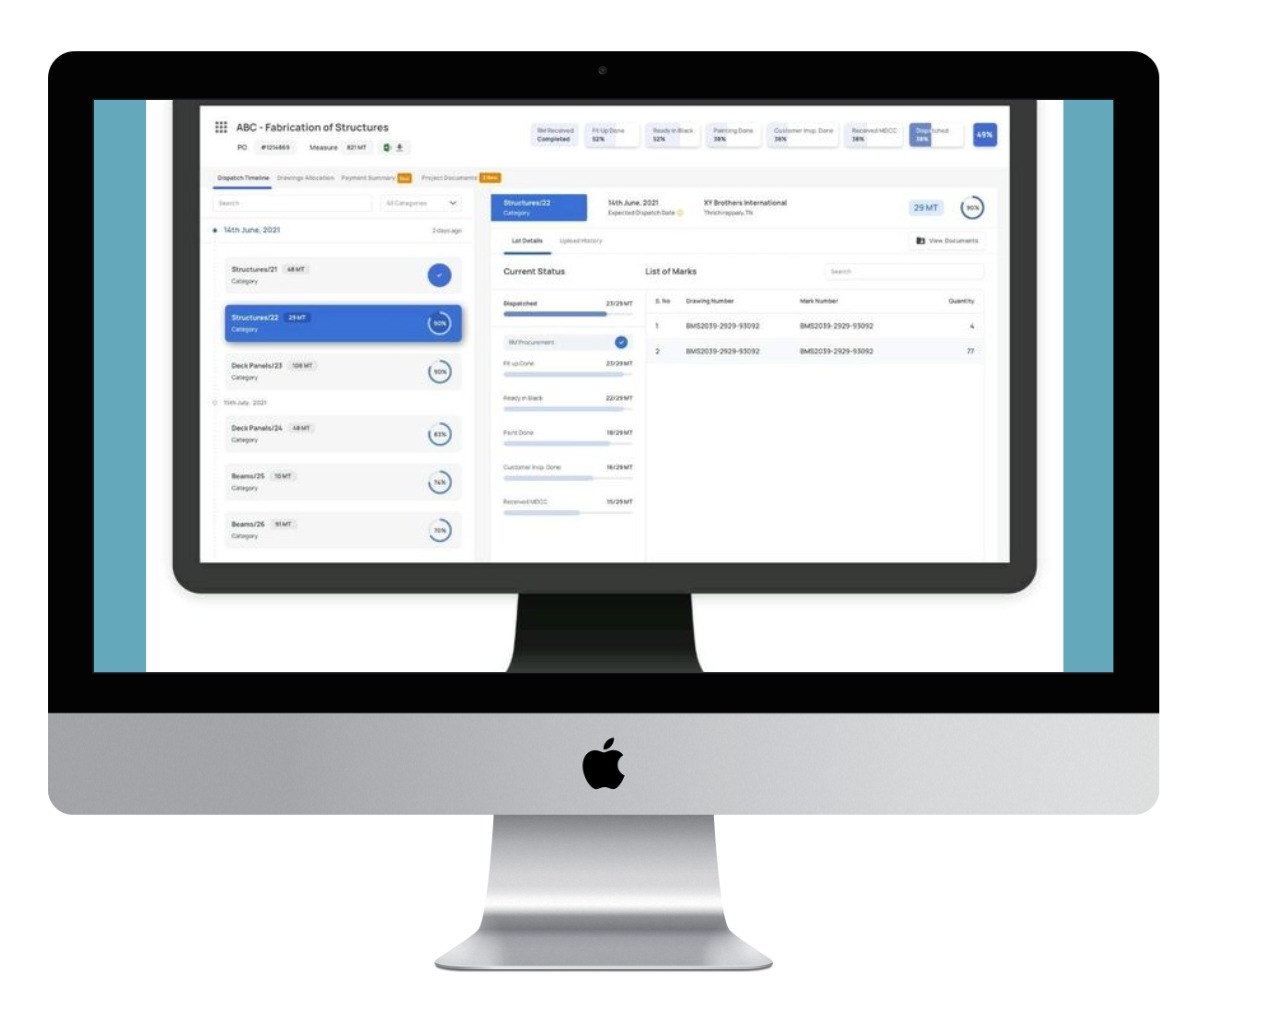 ABC - Fabrication of Structures
PO #1214869 Measure 821 MT
RM Received
Completed
Fit Up Done
52%
Ready in Black
52%
Painting Done
38%
Customer Insp. Done
38%
Received MDCC
38%
Dispatched
38%
49%
Dispatch Timeline Drawings Allocation Payment Summary Project Documents
Search All Categories
14th June, 2021 2 days ago
Structures/21 48 MT
Category
Structures/22 29 MT
Category
90%
Deck Panels/23 108 MT
Category
90%
11th July, 2021
Deck Panels/24 48 MT
Category
83%
Beams/25 10 MT
Category
74%
Beams/26 91 MT
Category
70%
Structures/22
Category
14th June, 2021
Expected Dispatch Date
XY Brothers International
Thiruchirappally, TN
29 MT
90%
Lot Details Upload History
View Documents
Current Status
Dispatched 23/29 MT
RM Procurement
Fit up Done 23/29 MT
Ready in Black 22/29 MT
Paint Done 18/29 MT
Customer Insp. Done 16/29 MT
Received MDCC 15/29 MT
List of Marks
Search
S. No Drawing Number Mark Number Quantity
1 BMS2039-2929-93092 BMS2039-2929-93092 4
2 BMS2039-2929-93092 BMS2039-2929-93092 77